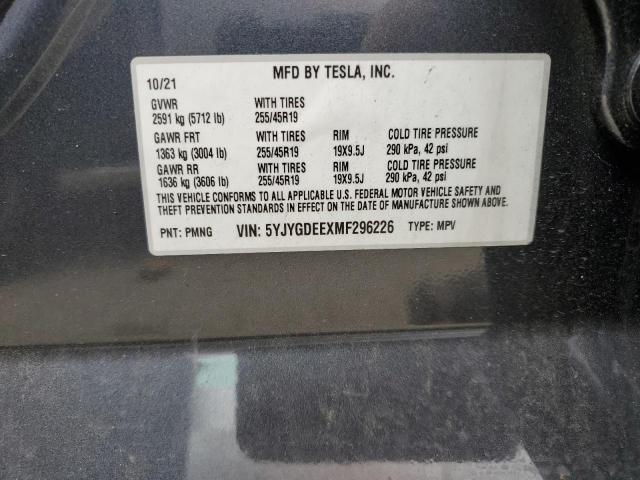 MFD BY TESLA, INC.
10/21
GVWR WITH TIRES
2591 kg (5712 lb) 255/45R19
GAWR FRT WITH TIRES RIM COLD TIRE PRESSURE
1363 kg (3004 lb) 255/45R19 19X9.5J 290 kPa, 42 psi
GAWR RR WITH TIRES RIM COLD TIRE PRESSURE
1636 kg (3606 lb) 255/45R19 19X9.5J 290 kPa, 42 psi
THIS VEHICLE CONFORMS TO ALL APPLICABLE U.S. FEDERAL MOTOR VEHICLE SAFETY AND
THEFT PREVENTION STANDARDS IN EFFECT ON THE DATE OF MANUFACTURE SHOWN ABOVE.
PNT: PMNG VIN: 5YJYGDEEXMF296226 TYPE: MPV